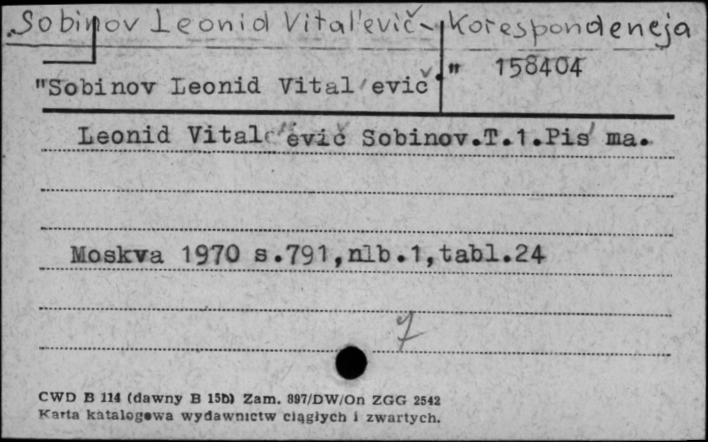 Sobinov Leonid Vital'evič - Korespondencja
158404
"Sobinov Leonid Vital'evič."
Leonid Vital'evič Sobinov.T.1.Pis'ma.
Moskva 1970 s.791,nlb.1,tabl.24
CWD B 114 (dawny B 15b) Zam. 897/DW/On ZGG 2542
Karta katalogowa wydawnictw ciągłych i zwartych.